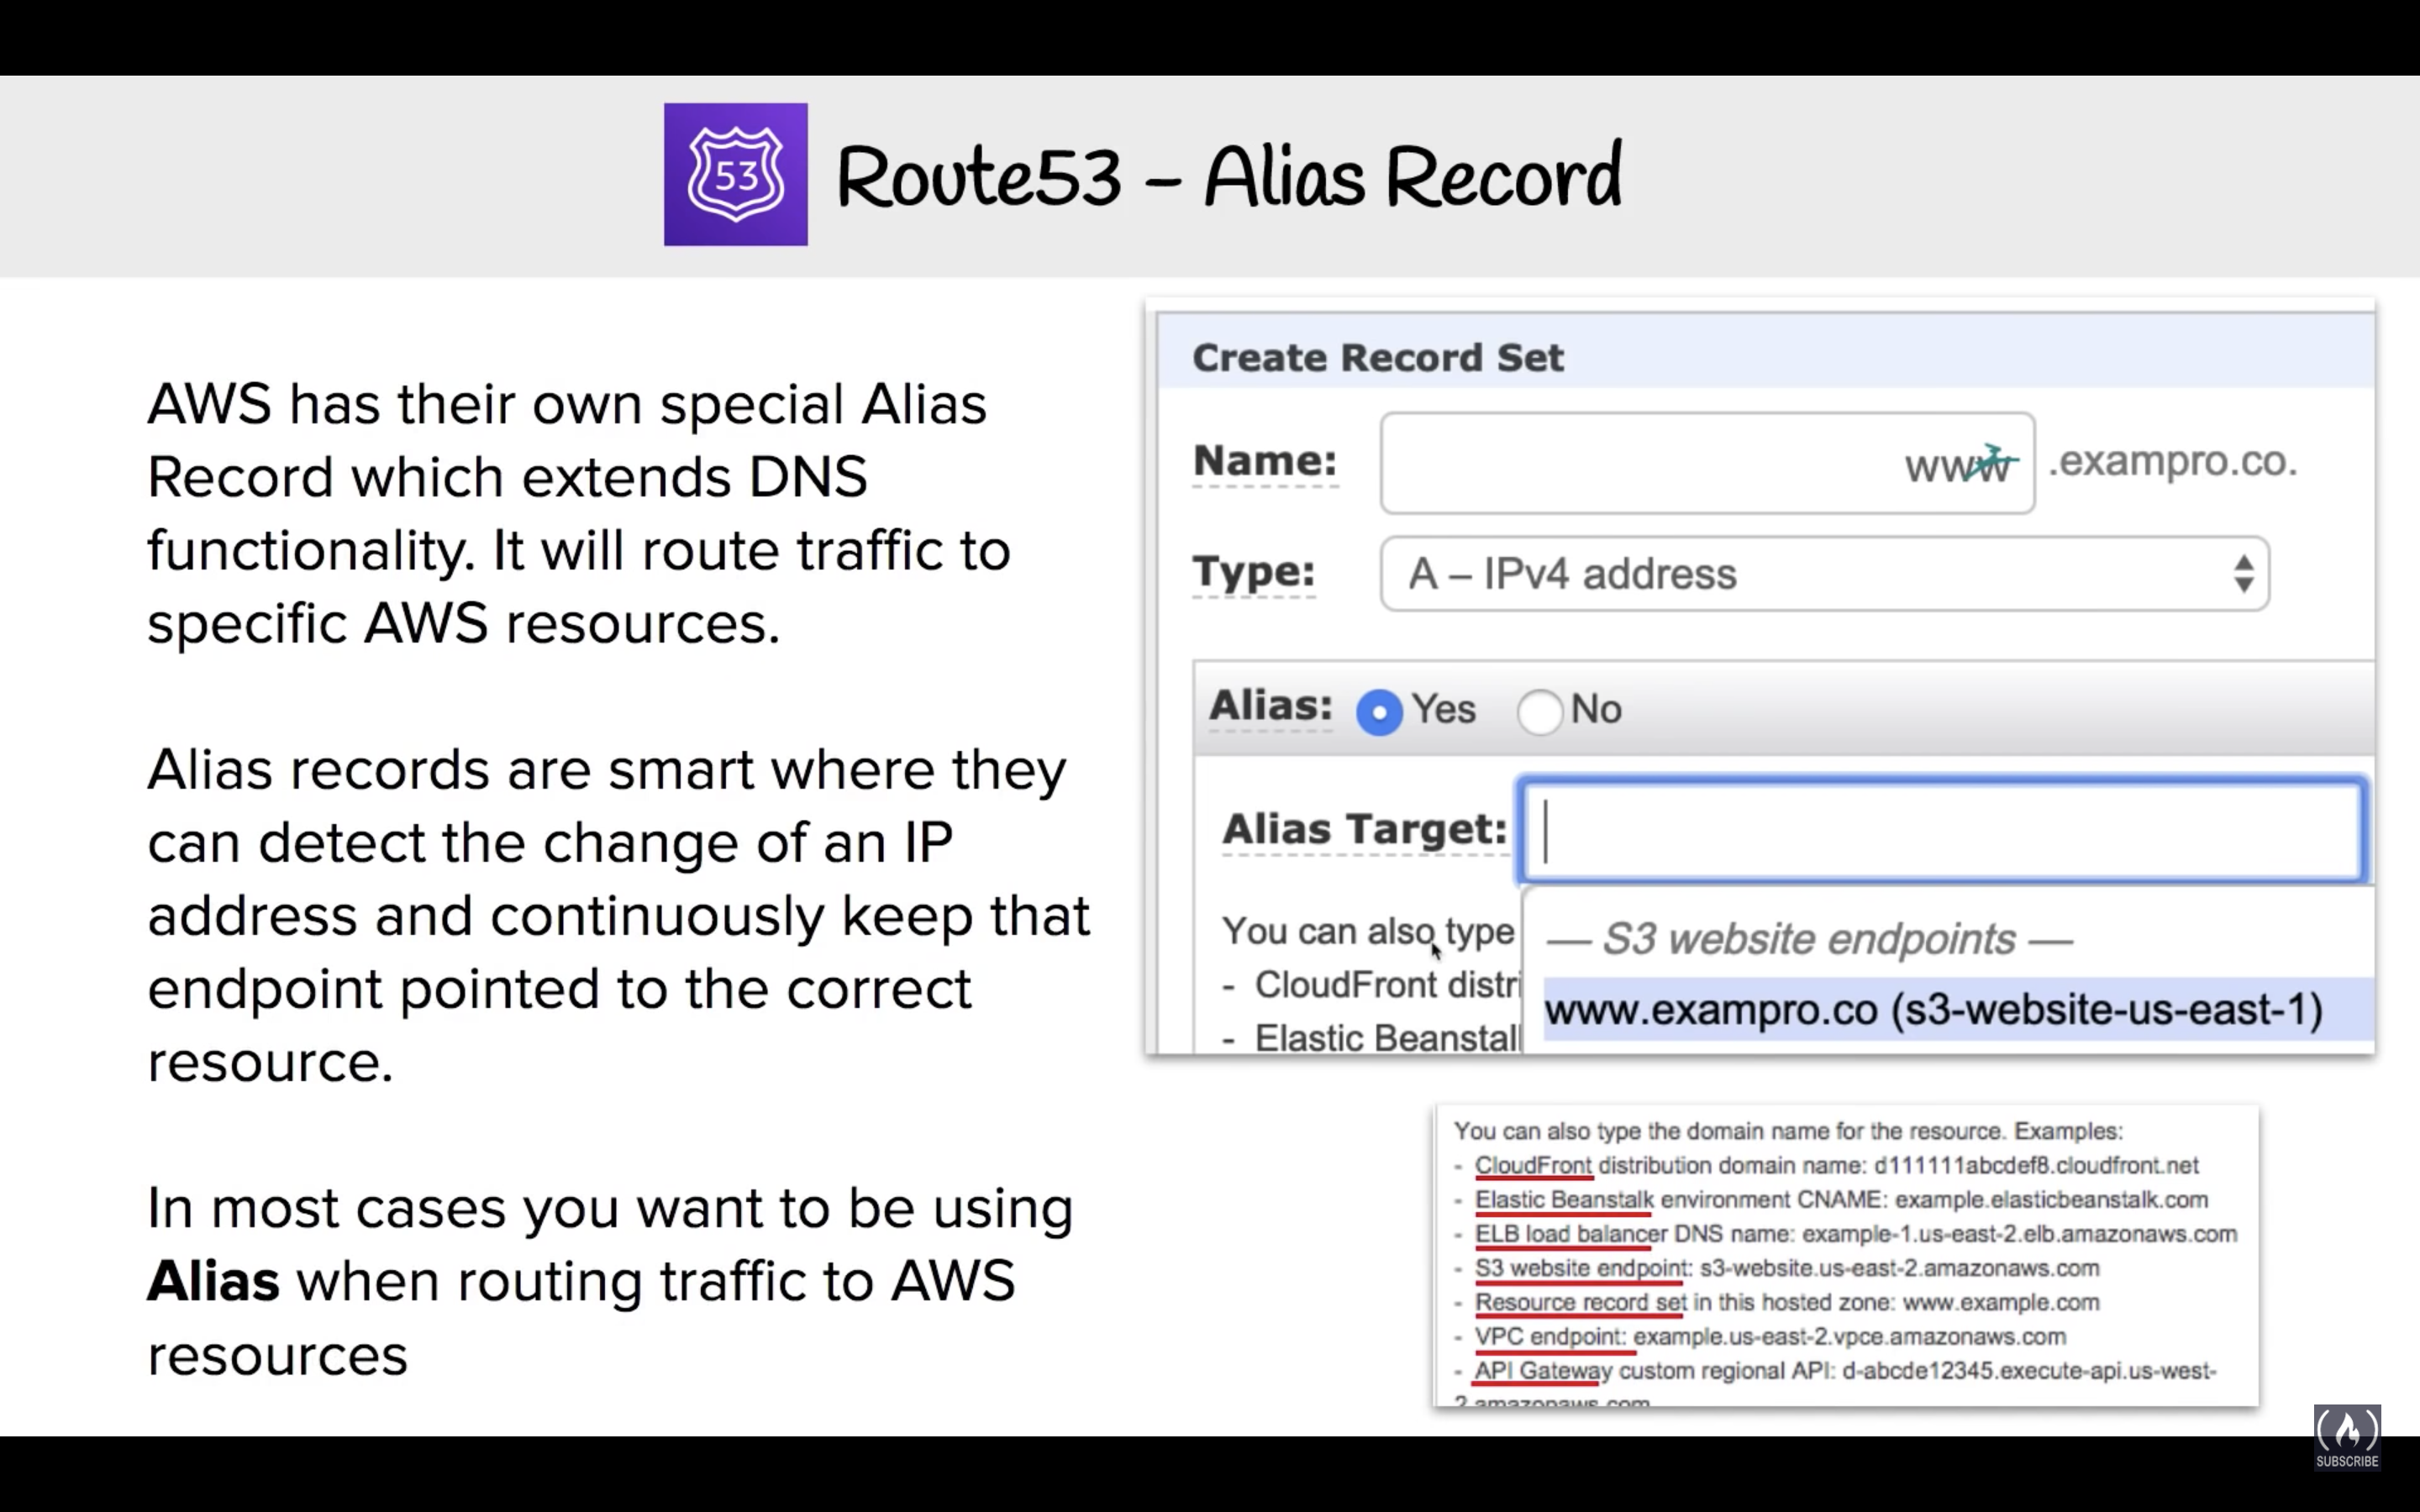 53
Route53 – Alias Record
AWS has their own special Alias
Record which extends DNS
functionality. It will route traffic to
specific AWS resources.
Alias records are smart where they
can detect the change of an IP
address and continuously keep that
endpoint pointed to the correct
resource.
In most cases you want to be using
Alias when routing traffic to AWS
resources
Create Record Set
Name: www .exampro.co.
Type: A – IPv4 address
Alias: Yes No
Alias Target:
You can also type
— S3 website endpoints —
- CloudFront distri
www.exampro.co (s3-website-us-east-1)
- Elastic Beanstal
You can also type the domain name for the resource. Examples:
- CloudFront distribution domain name: d111111abcdef8.cloudfront.net
- Elastic Beanstalk environment CNAME: example.elasticbeanstalk.com
- ELB load balancer DNS name: example-1.us-east-2.elb.amazonaws.com
- S3 website endpoint: s3-website.us-east-2.amazonaws.com
- Resource record set in this hosted zone: www.example.com
- VPC endpoint: example.us-east-2.vpce.amazonaws.com
- API Gateway custom regional API: d-abcde12345.execute-api.us-west-
2.amazonaws.com
SUBSCRIBE